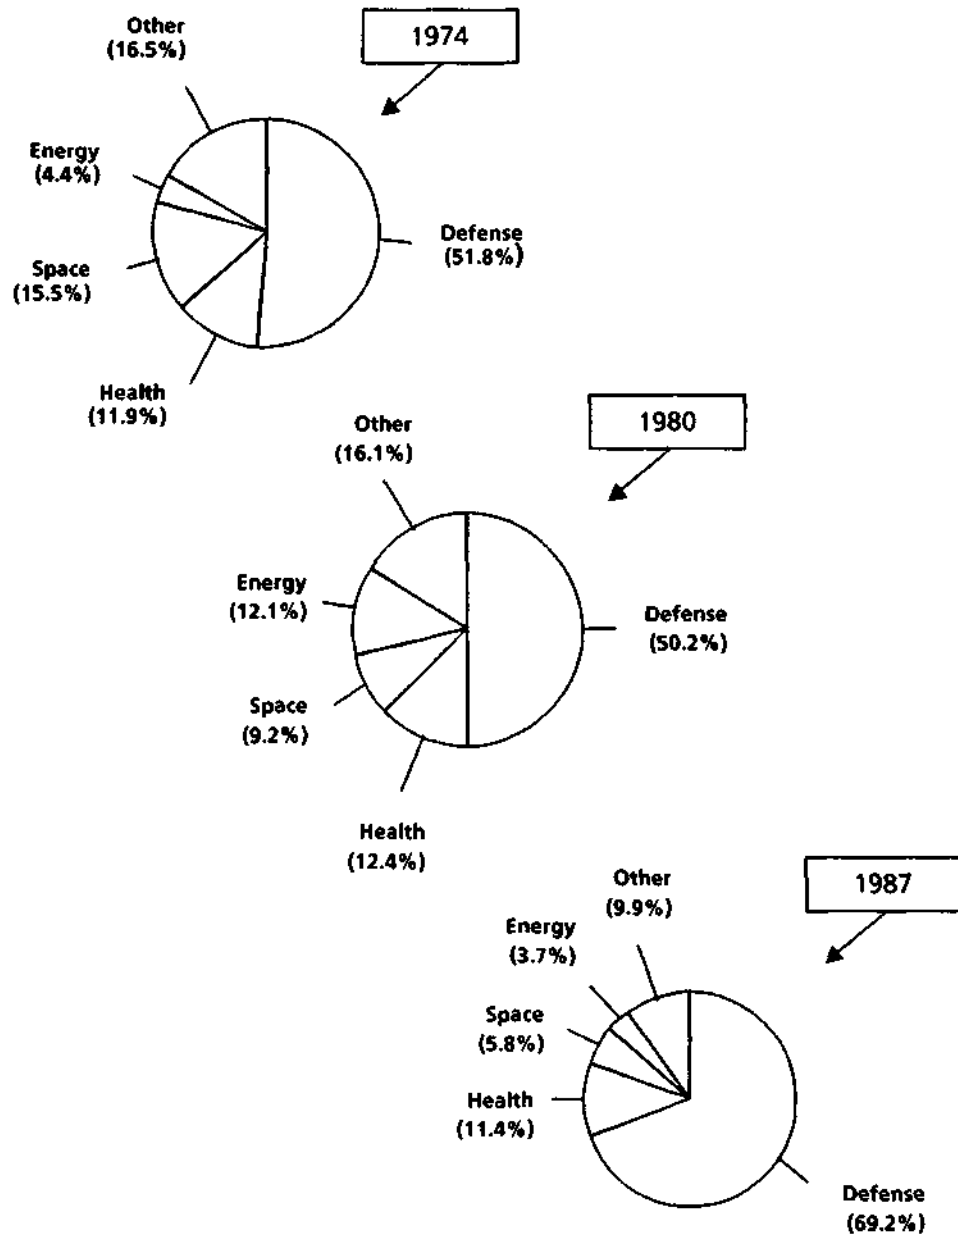 1974
Other
(16.5%)
Energy
(4.4%)
Space
(15.5%)
Health
(11.9%)
Defense
(51.8%)
1980
Other
(16.1%)
Energy
(12.1%)
Space
(9.2%)
Health
(12.4%)
Defense
(50.2%)
1987
Other
(9.9%)
Energy
(3.7%)
Space
(5.8%)
Health
(11.4%)
Defense
(69.2%)